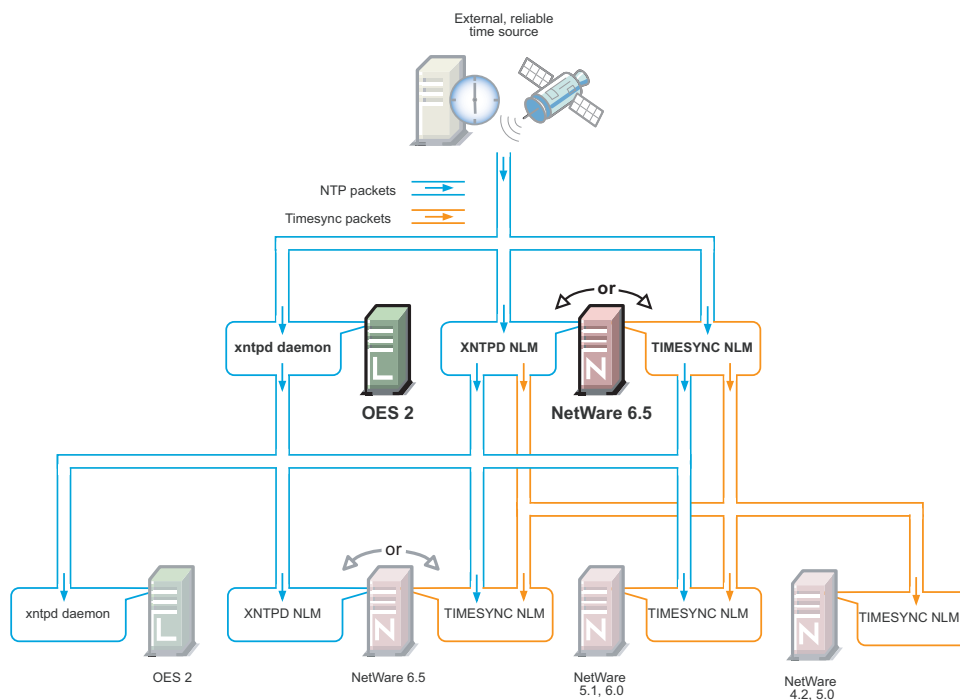 External, reliable
time source
NTP packets
Timesync packets
or
xntpd daemon
XNTPD NLM
TIMESYNC NLM
L
N
OES 2
NetWare 6.5
or
xntpd daemon
L
XNTPD NLM
N
TIMESYNC NLM
N
TIMESYNC NLM
N
TIMESYNC NLM
OES 2
NetWare 6.5
NetWare
5.1, 6.0
NetWare
4.2, 5.0